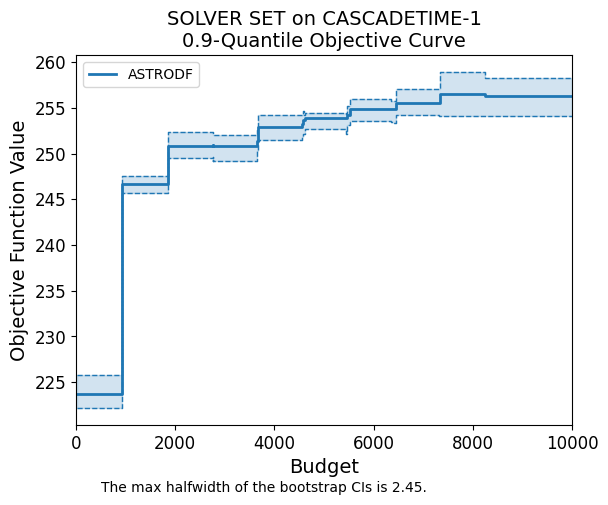 SOLVER SET on CASCADETIME-1
0.9-Quantile Objective Curve
ASTRODF
Objective Function Value
260
255
250
245
240
235
230
225
0 2000 4000 6000 8000 10000
Budget
The max halfwidth of the bootstrap CIs is 2.45.